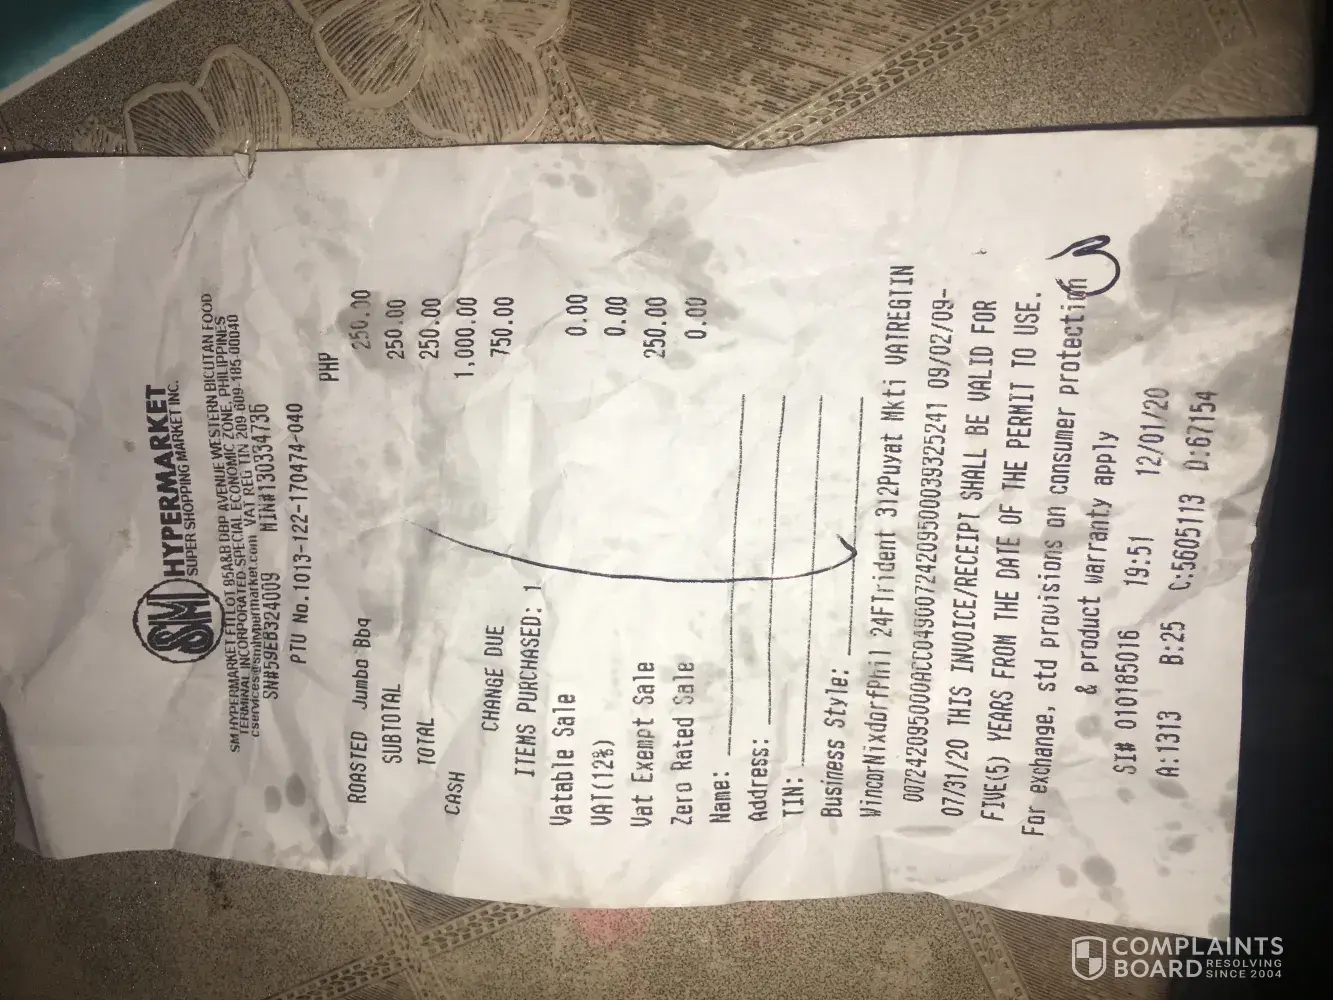 SM HYPERMARKET
SUPER SHOPPING MARKET INC.
SM HYPERMARKET FTI LOT 85A&B DBP AVENUE WESTERN BICUTAN FOOD
TERMINAL INCORPORATED-SPECIAL ECONOMIC ZONE, PHILIPPINES
VAT REG TIN 209-609-185-00040
SN#59EB324009 MIN#130334736
PTU No.1013-122-170474-040
PHP
ROASTED Jumbo Bbq 250.00
SUBTOTAL 250.00
TOTAL 250.00
CASH 1,000.00
CHANGE DUE 750.00
ITEMS PURCHASED: 1
Vatable Sale 0.00
VAT(12%) 0.00
Vat Exempt Sale 250.00
Zero Rated Sale 0.00
Name:
Address:
TIN:
Business Style:
WincorNixdorfPhil 24FTrident 312Puyat Mkti VATREGTIN
007242095000ACC049007242095000039325241 09/02/09-
07/31/20 THIS INVOICE/RECEIPT SHALL BE VALID FOR
FIVE(5) YEARS FROM THE DATE OF THE PERMIT TO USE.
For exchange, std provisions on consumer protection
& product warranty apply
SI# 010185016 19:51 12/01/20
A:1313 B:25 C:5605113 D:67154
COMPLAINTS
BOARD RESOLVING
SINCE 2004